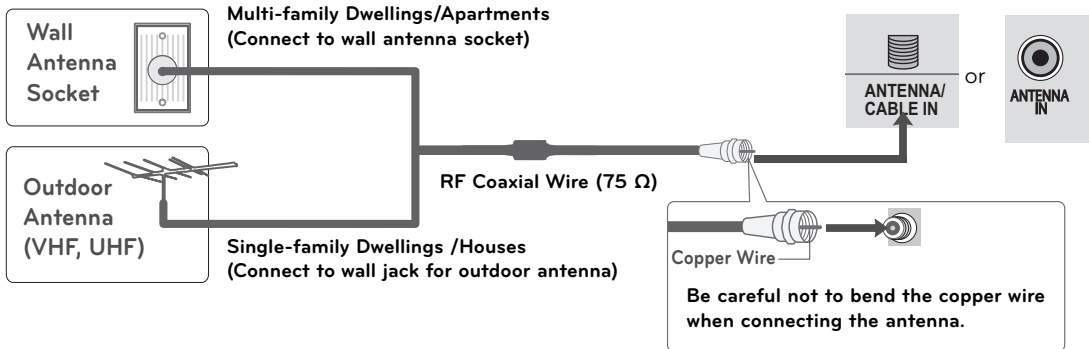 Multi-family Dwellings/Apartments
(Connect to wall antenna socket)
Wall
Antenna
Socket
ANTENNA/
CABLE IN
or
ANTENNA
IN
RF Coaxial Wire (75 Ω)
Outdoor
Antenna
(VHF, UHF)
Single-family Dwellings /Houses
(Connect to wall jack for outdoor antenna)
Copper Wire
Be careful not to bend the copper wire
when connecting the antenna.